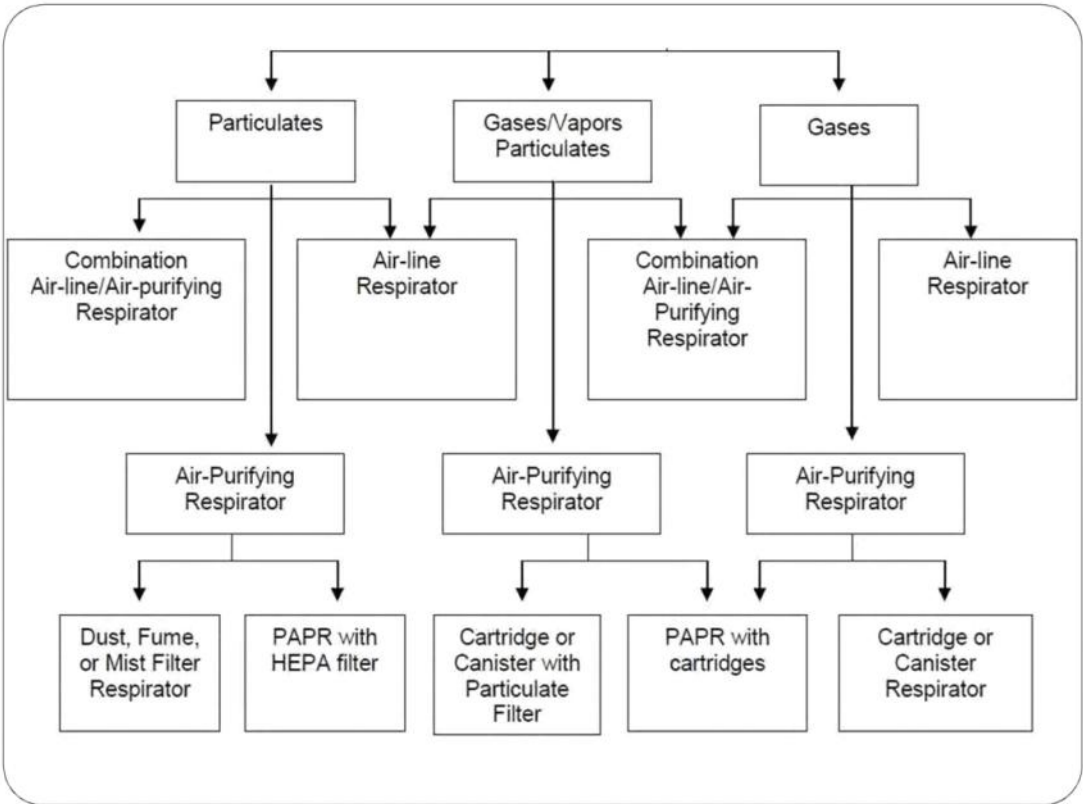 Particulates
Gases/Vapors
Particulates
Gases
Combination
Air-line/Air-purifying
Respirator
Air-line
Respirator
Combination
Air-line/Air-
Purifying
Respirator
Air-line
Respirator
Air-Purifying
Respirator
Air-Purifying
Respirator
Air-Purifying
Respirator
Dust, Fume,
or Mist Filter
Respirator
PAPR with
HEPA filter
Cartridge or
Canister with
Particulate
Filter
PAPR with
cartridges
Cartridge or
Canister
Respirator